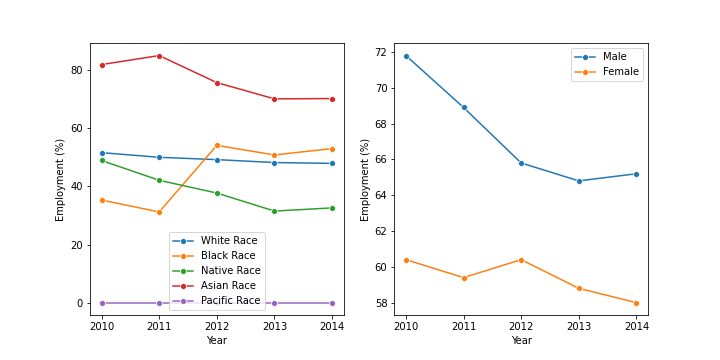 Employment (%)
80
60
40
20
0
White Race
Black Race
Native Race
Asian Race
Pacific Race
2010 2011 2012 2013 2014
Year
Employment (%)
72
70
68
66
64
62
60
58
Male
Female
2010 2011 2012 2013 2014
Year